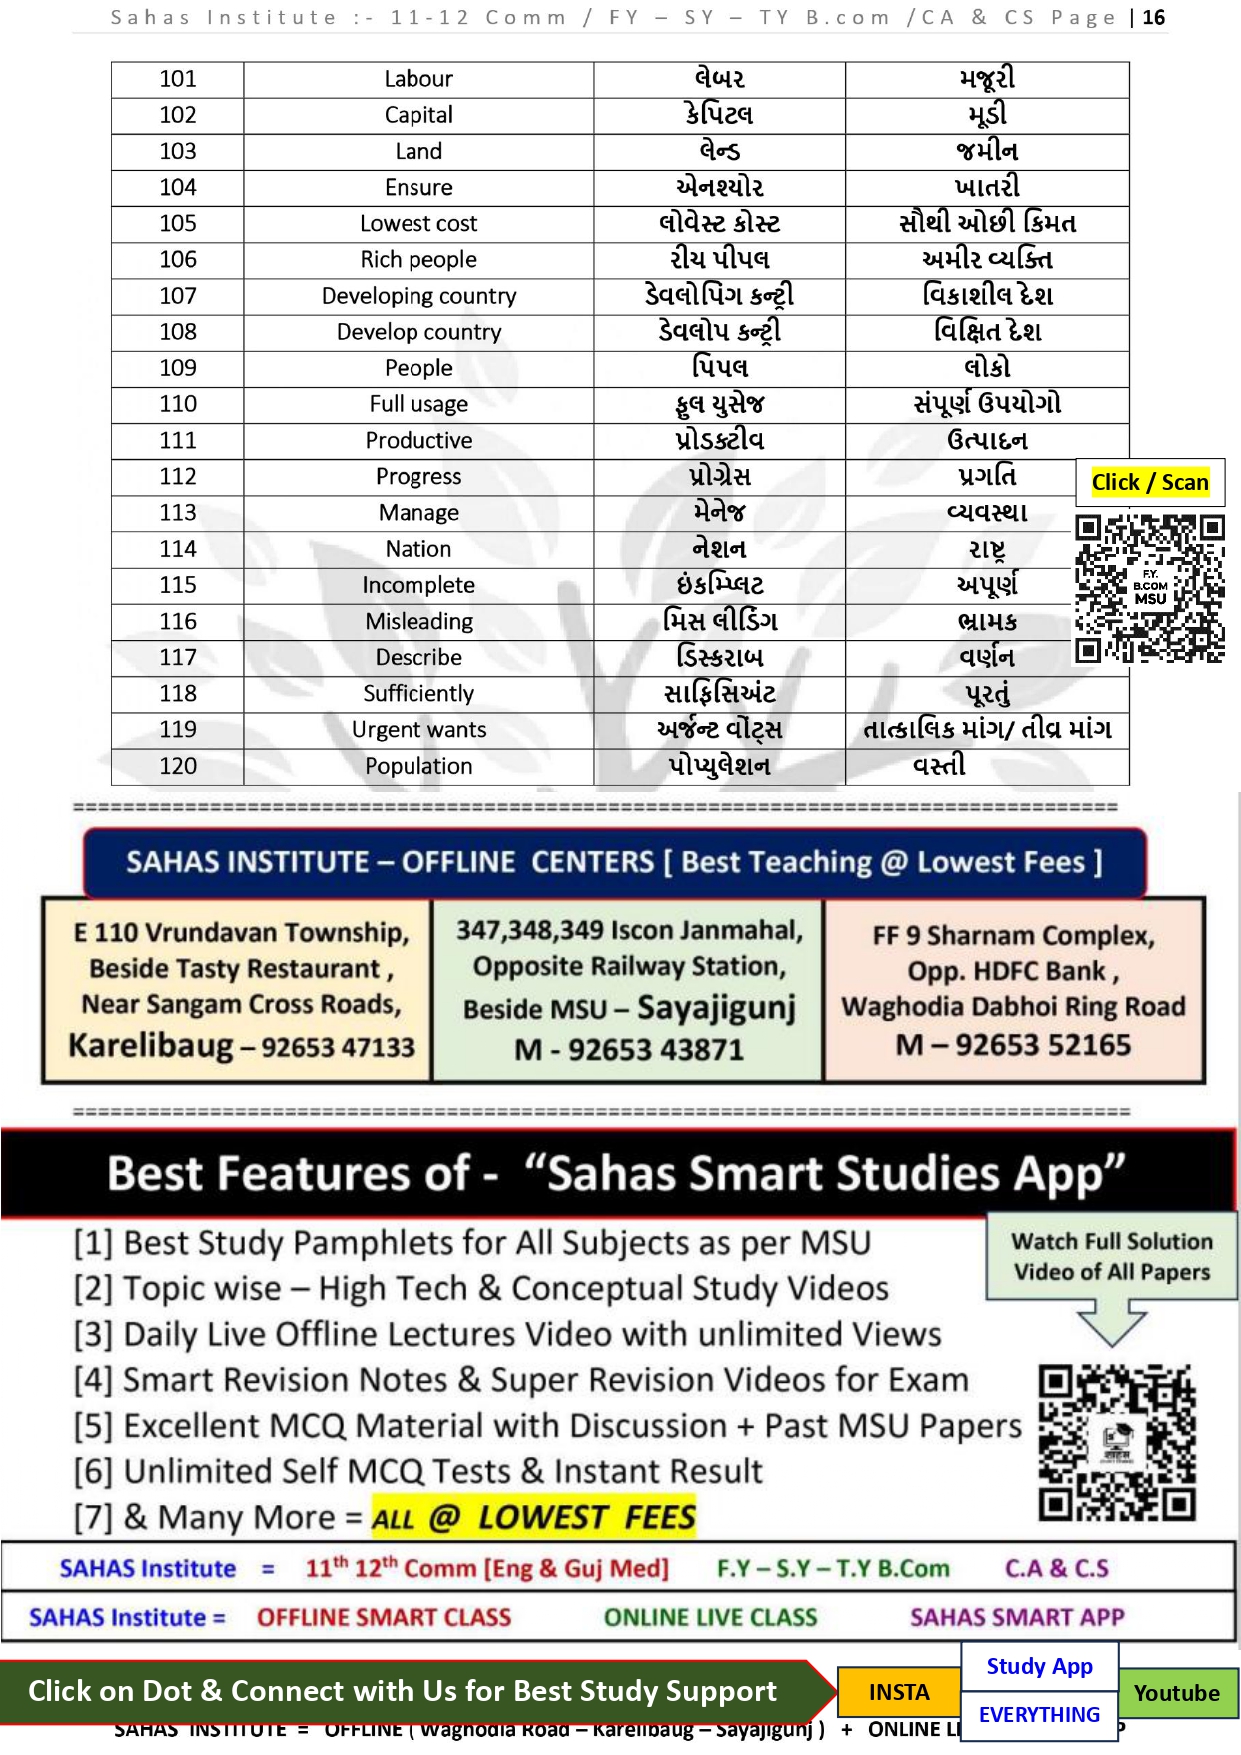 Sahas Institute :- 11-12 Comm / FY – SY – TY B.com /CA & CS Page | 16
101 Labour લેબર મજૂરી
102 Capital કેપિટલ મૂડી
103 Land લેન્ડ જમીન
104 Ensure એનશ્યોર ખાતરી
105 Lowest cost લોવેસ્ટ કોસ્ટ સૌથી ઓછી કિમત
106 Rich people રીચ પીપલ અમીર વ્યક્તિ
107 Developing country ડેવલોપિંગ કન્ટ્રી વિકાશીલ દેશ
108 Develop country ડેવલોપ કન્ટ્રી વિક્ષિત દેશ
109 People પિપલ લોકો
110 Full usage ફુલ યુસેજ સંપૂર્ણ ઉપયોગો
111 Productive પ્રોડક્ટીવ ઉત્પાદન
112 Progress પ્રોગ્રેસ પ્રગતિ
Click / Scan
113 Manage મેનેજ વ્યવસ્થા
114 Nation નેશન રાષ્ટ્ર
115 Incomplete ઇંકમ્પ્લિટ અપૂર્ણ
F.Y.
B.COM
MSU
116 Misleading મિસ લીડિંગ ભ્રામક
117 Describe ડિસ્કરાબ વર્ણન
118 Sufficiently સાફિસિઅંટ પૂરતું
119 Urgent wants અર્જન્ટ વોંટ્સ તાત્કાલિક માંગ/ તીવ્ર માંગ
120 Population પોપ્યુલેશન વસ્તી
SAHAS INSTITUTE – OFFLINE CENTERS [ Best Teaching @ Lowest Fees ]
E 110 Vrundavan Township,
Beside Tasty Restaurant ,
Near Sangam Cross Roads,
Karelibaug – 92653 47133
347,348,349 Iscon Janmahal,
Opposite Railway Station,
Beside MSU – Sayajigunj
M - 92653 43871
FF 9 Sharnam Complex,
Opp. HDFC Bank ,
Waghodia Dabhoi Ring Road
M – 92653 52165
Best Features of - “Sahas Smart Studies App”
[1] Best Study Pamphlets for All Subjects as per MSU
[2] Topic wise – High Tech & Conceptual Study Videos
[3] Daily Live Offline Lectures Video with unlimited Views
[4] Smart Revision Notes & Super Revision Videos for Exam
[5] Excellent MCQ Material with Discussion + Past MSU Papers
[6] Unlimited Self MCQ Tests & Instant Result
[7] & Many More = ALL @ LOWEST FEES
Watch Full Solution
Video of All Papers
SAHAS Institute = 11th 12th Comm [Eng & Guj Med] F.Y – S.Y – T.Y B.Com C.A & C.S
SAHAS Institute = OFFLINE SMART CLASS ONLINE LIVE CLASS SAHAS SMART APP
Click on Dot & Connect with Us for Best Study Support
INSTA
Study App
EVERYTHING
Youtube
SAHAS INSTITUTE = OFFLINE ( Waghodia Road – Karelibaug – Sayajigunj ) + ONLINE